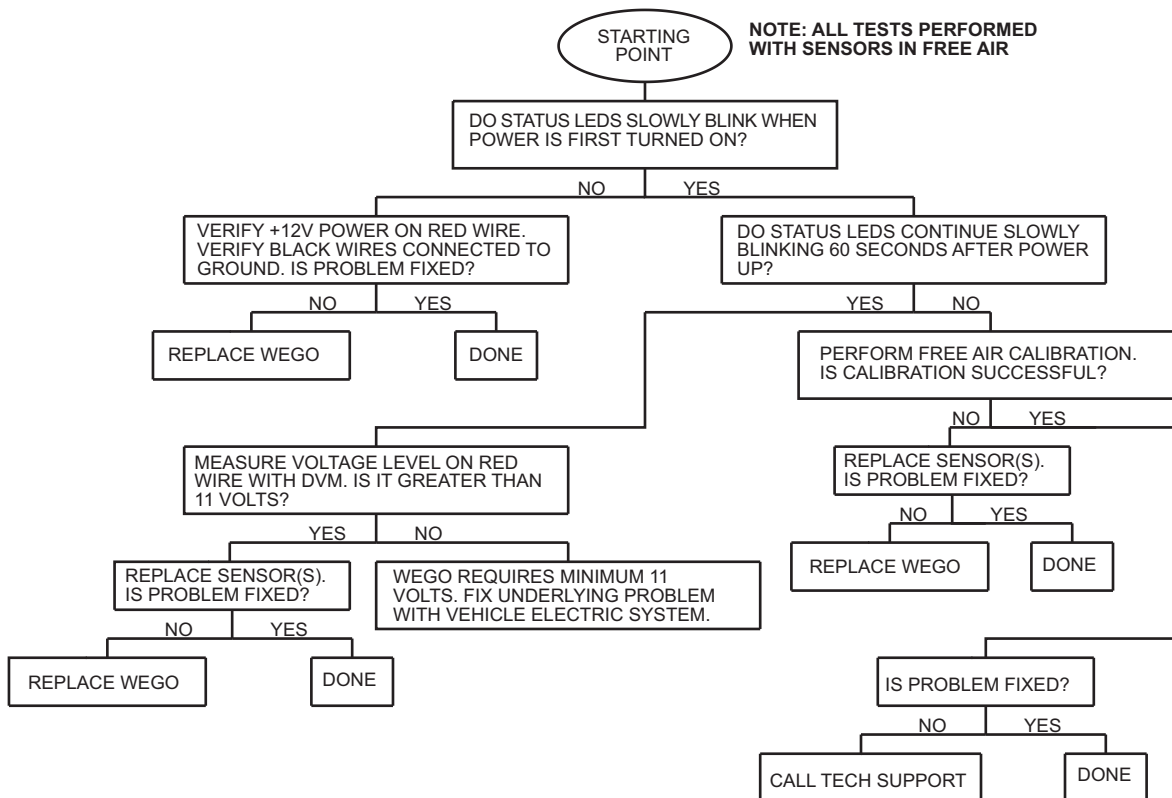 STARTING
POINT
NOTE: ALL TESTS PERFORMED
WITH SENSORS IN FREE AIR
DO STATUS LEDS SLOWLY BLINK WHEN
POWER IS FIRST TURNED ON?
NO
YES
VERIFY +12V POWER ON RED WIRE.
VERIFY BLACK WIRES CONNECTED TO
GROUND. IS PROBLEM FIXED?
DO STATUS LEDS CONTINUE SLOWLY
BLINKING 60 SECONDS AFTER POWER
UP?
NO
YES
YES
NO
REPLACE WEGO
DONE
PERFORM FREE AIR CALIBRATION.
IS CALIBRATION SUCCESSFUL?
NO
YES
MEASURE VOLTAGE LEVEL ON RED
WIRE WITH DVM. IS IT GREATER THAN
11 VOLTS?
REPLACE SENSOR(S).
IS PROBLEM FIXED?
YES
NO
NO
YES
REPLACE SENSOR(S).
IS PROBLEM FIXED?
WEGO REQUIRES MINIMUM 11
VOLTS. FIX UNDERLYING PROBLEM
WITH VEHICLE ELECTRIC SYSTEM.
REPLACE WEGO
DONE
NO
YES
REPLACE WEGO
DONE
IS PROBLEM FIXED?
NO
YES
CALL TECH SUPPORT
DONE